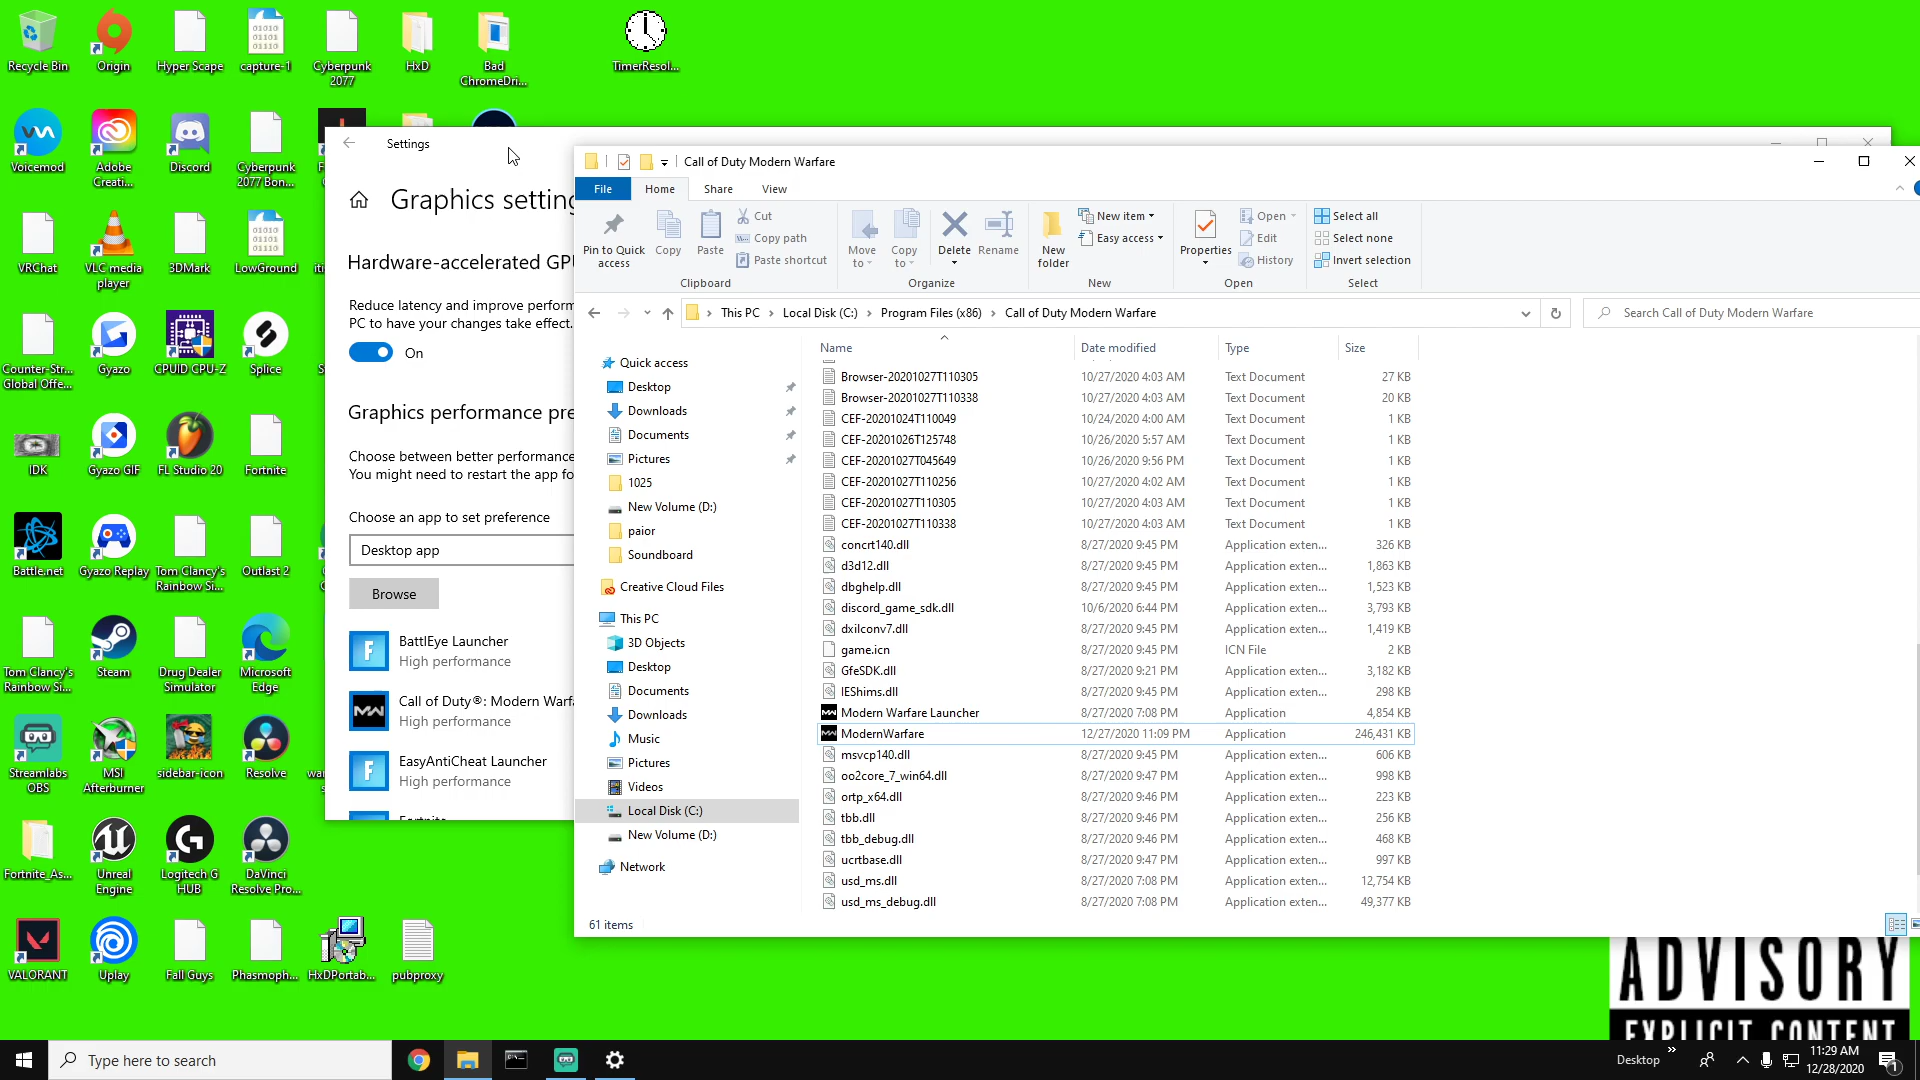 Recycle Bin
Origin
Hyper Scape
capture-1
Cyberpunk
2077
HxD
Bad
ChromeDri...
TimerResol...
Voicemod
Adobe
Creati...
Discord
Cyberpunk
2077 Bon...
VRChat
VLC media
player
3DMark
LowGround
Counter-Str...
Global Offe...
Gyazo
CPUID CPU-Z
Splice
IDK
Gyazo GIF
FL Studio 20
Fortnite
Battle.net
Gyazo Replay
Tom Clancy's
Rainbow Si...
Outlast 2
Tom Clancy's
Rainbow Si...
Steam
Drug Dealer
Simulator
Microsoft
Edge
Streamlabs
OBS
MSI
Afterburner
sidebar-icon
Resolve
Fortnite_As...
Unreal
Engine
Logitech G
HUB
DaVinci
Resolve Pro...
VALORANT
Uplay
Fall Guys
Phasmoph...
HxDPortab...
pubproxy
Settings
Graphics setting
Hardware-accelerated GPU
Reduce latency and improve perform
PC to have your changes take effect.
On
Graphics performance pre
Choose between better performance
You might need to restart the app fo
Choose an app to set preference
Desktop app
Browse
BattlEye Launcher
High performance
Call of Duty®: Modern Warfa
High performance
EasyAntiCheat Launcher
High performance
Call of Duty Modern Warfare
File Home Share View
Pin to Quick
access
Copy
Paste
Cut
Copy path
Paste shortcut
Clipboard
Move
to
Copy
to
Delete
Rename
Organize
New
folder
New item
Easy access
New
Properties
Open
Edit
History
Open
Select all
Select none
Invert selection
Select
This PC > Local Disk (C:) > Program Files (x86) > Call of Duty Modern Warfare
Search Call of Duty Modern Warfare
Quick access
Desktop
Downloads
Documents
Pictures
1025
New Volume (D:)
paior
Soundboard
Creative Cloud Files
This PC
3D Objects
Desktop
Documents
Downloads
Music
Pictures
Videos
Local Disk (C:)
New Volume (D:)
Network
Name Date modified Type Size
Browser-20201027T110305 10/27/2020 4:03 AM Text Document 27 KB
Browser-20201027T110338 10/27/2020 4:03 AM Text Document 20 KB
CEF-20201024T110049 10/24/2020 4:00 AM Text Document 1 KB
CEF-20201026T125748 10/26/2020 5:57 AM Text Document 1 KB
CEF-20201027T045649 10/26/2020 9:56 PM Text Document 1 KB
CEF-20201027T110256 10/27/2020 4:02 AM Text Document 1 KB
CEF-20201027T110305 10/27/2020 4:03 AM Text Document 1 KB
CEF-20201027T110338 10/27/2020 4:03 AM Text Document 1 KB
concrt140.dll 8/27/2020 9:45 PM Application exten... 326 KB
d3d12.dll 8/27/2020 9:45 PM Application exten... 1,863 KB
dbghelp.dll 8/27/2020 9:45 PM Application exten... 1,523 KB
discord_game_sdk.dll 10/6/2020 6:44 PM Application exten... 3,793 KB
dxilconv7.dll 8/27/2020 9:45 PM Application exten... 1,419 KB
game.icn 8/27/2020 9:45 PM ICN File 2 KB
GfeSDK.dll 8/27/2020 9:21 PM Application exten... 3,182 KB
IEShims.dll 8/27/2020 9:45 PM Application exten... 298 KB
Modern Warfare Launcher 8/27/2020 7:08 PM Application 4,854 KB
ModernWarfare 12/27/2020 11:09 PM Application 246,431 KB
msvcp140.dll 8/27/2020 9:45 PM Application exten... 606 KB
oo2core_7_win64.dll 8/27/2020 9:47 PM Application exten... 998 KB
ortp_x64.dll 8/27/2020 9:46 PM Application exten... 223 KB
tbb.dll 8/27/2020 9:46 PM Application exten... 256 KB
tbb_debug.dll 8/27/2020 9:46 PM Application exten... 468 KB
ucrtbase.dll 8/27/2020 9:47 PM Application exten... 997 KB
usd_ms.dll 8/27/2020 7:08 PM Application exten... 12,754 KB
usd_ms_debug.dll 8/27/2020 7:08 PM Application exten... 49,377 KB
61 items
ADVISORY
EXPLICIT CONTENT
Type here to search
Desktop
11:29 AM
12/28/2020
1